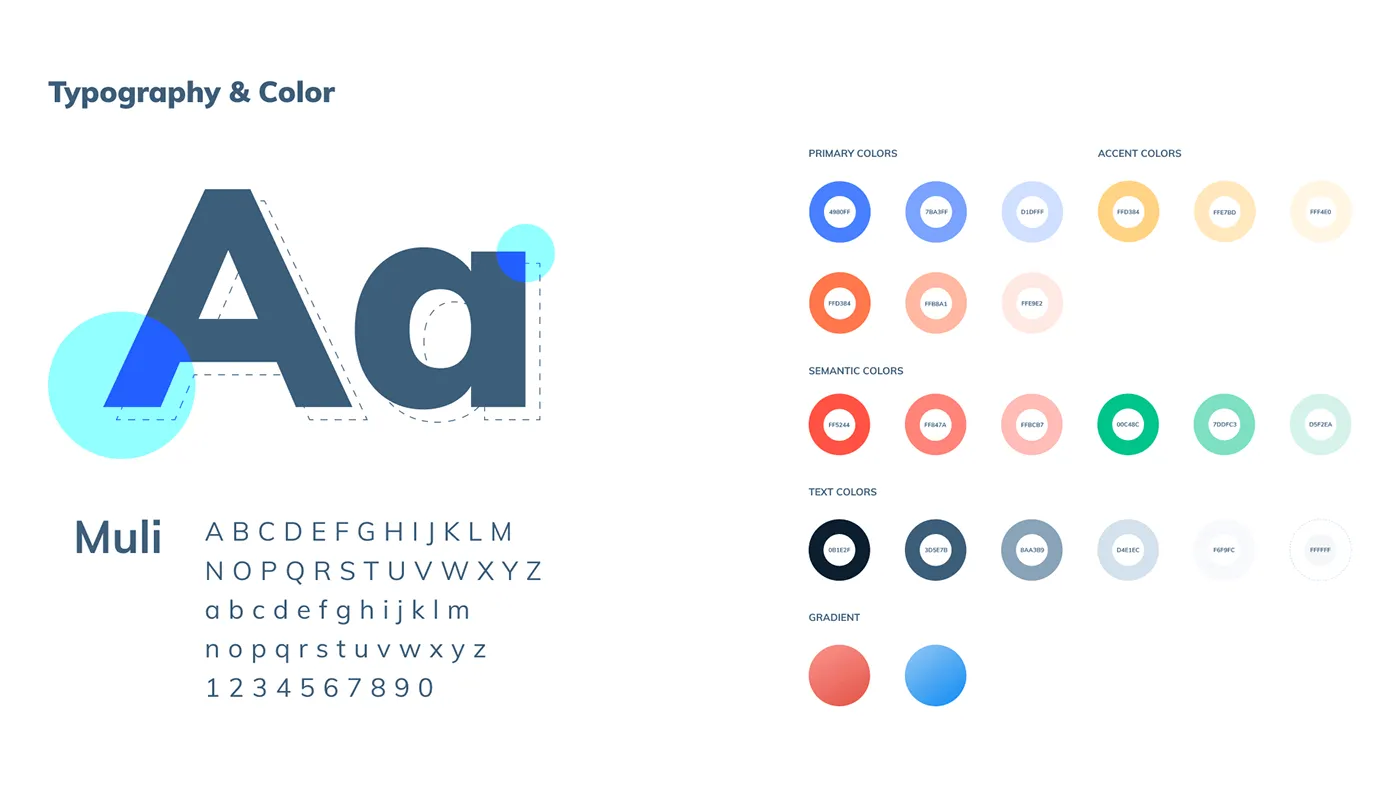 Typography & Color
Aa
Muli
A B C D E F G H I J K L M
N O P Q R S T U V W X Y Z
a b c d e f g h i j k l m
n o p q r s t u v w x y z
1 2 3 4 5 6 7 8 9 0
PRIMARY COLORS
4980FF 7BA3FF D1DFFF
FFD384 FFB8A1 FFE9E2
ACCENT COLORS
FFD384 FFE7BD FFF4E0
SEMANTIC COLORS
FF5244 FF847A FFBCB7 00C48C 7DDFC3 D5F2EA
TEXT COLORS
0B1E2F 3D5E7B 8AA3B9 D4E1EC F6F9FC FFFFFF
GRADIENT